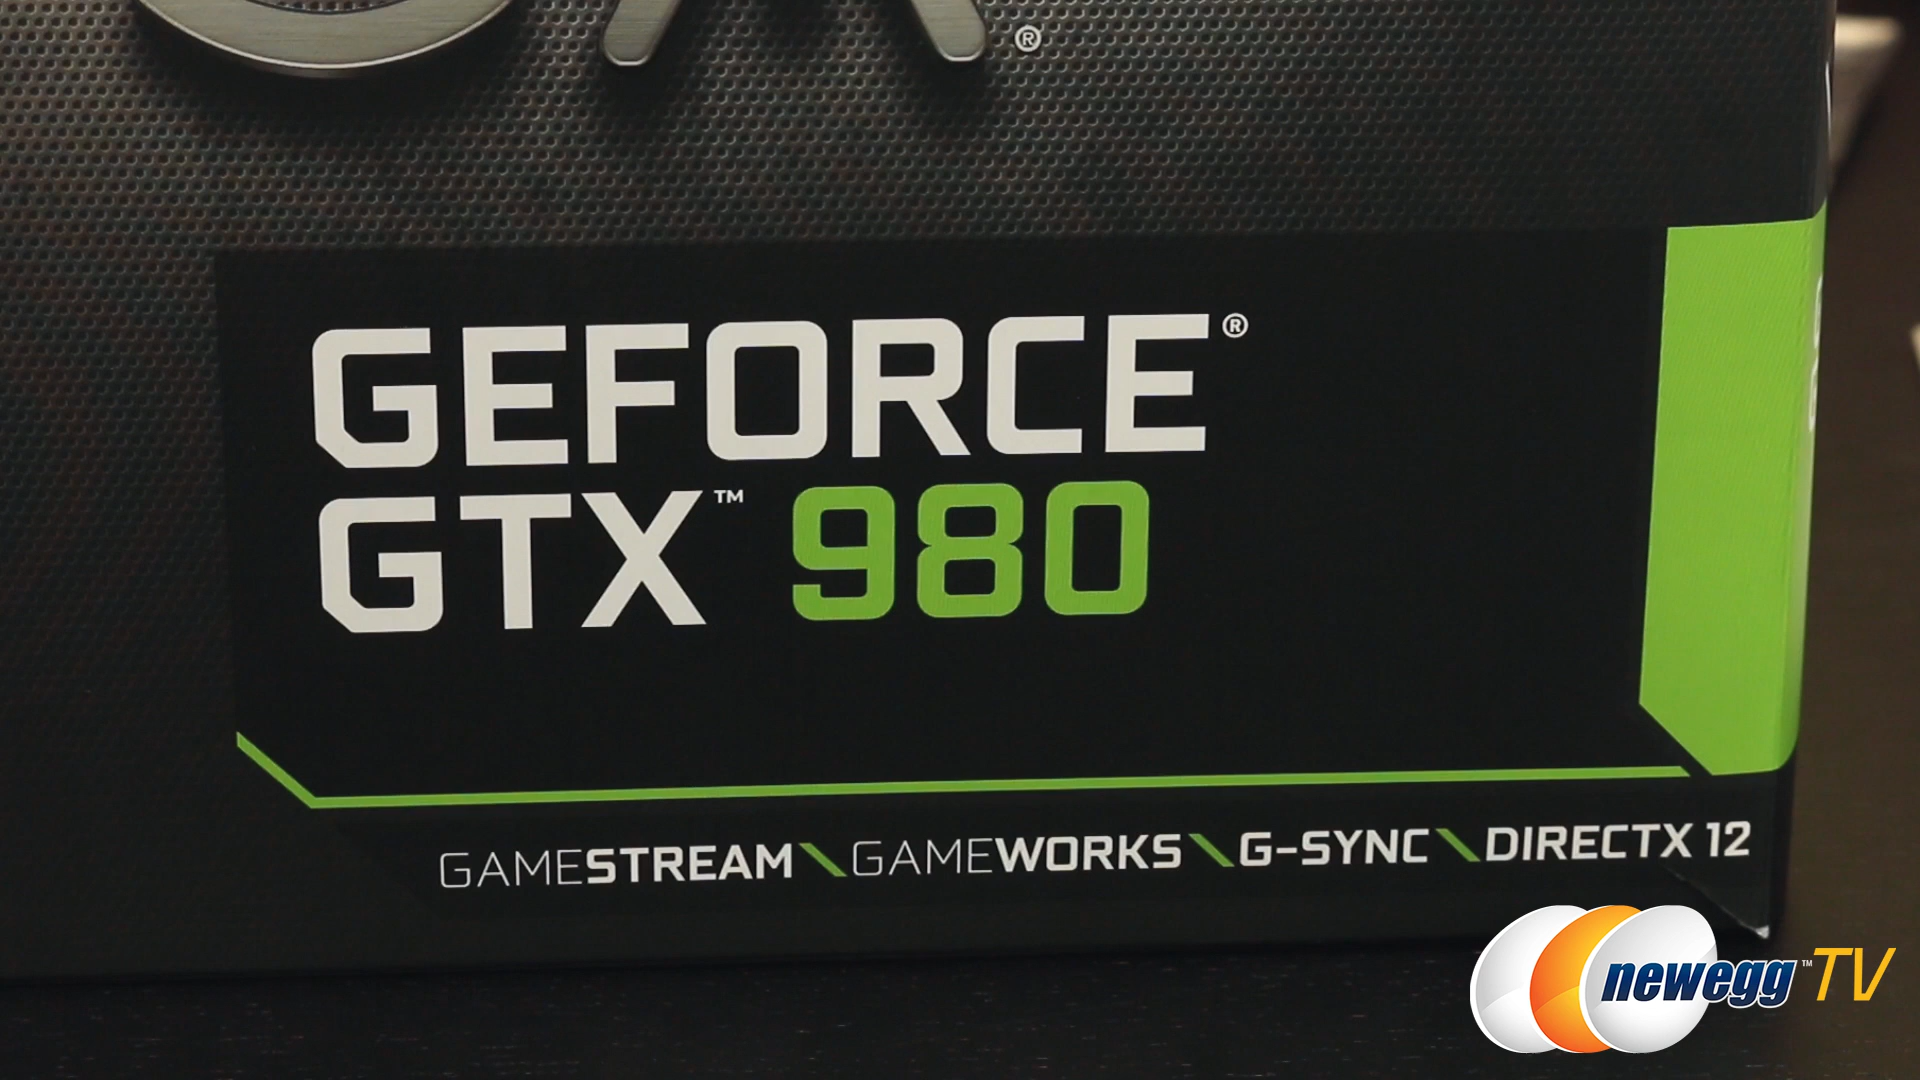 ®
GEFORCE®
GTX™ 980
GAMESTREAM \ GAMEWORKS \ G-SYNC \ DIRECTX 12
newegg™ TV